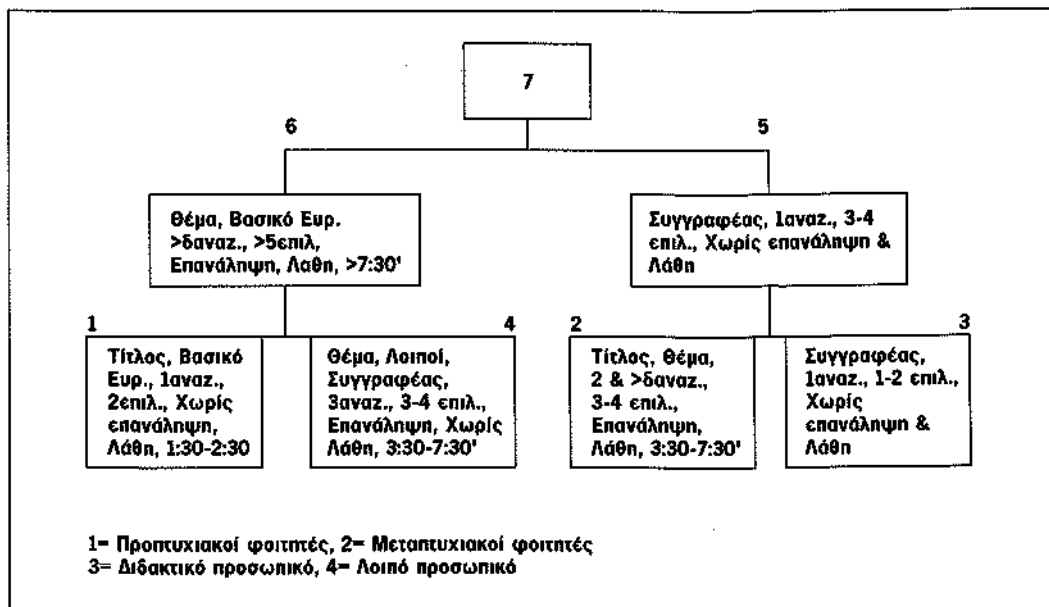 7
6
5
Θέμα, Βασικό Ευρ.
>δαναζ., >5επιλ,
Επανάληψη, Λαθη, >7:30'
Συγγραφέας, 1αναζ., 3-4
επιλ., Χωρίς επανάληψη &
Λάθη
1
4
2
3
Τίτλος, Βασικό
Ευρ., 1αναζ.,
2επιλ., Χωρίς
επανάληψη,
Λάθη, 1:30-2:30
Θέμα, Λοιποί,
Συγγραφέας,
3αναζ., 3-4 επιλ.,
Επανάληψη, Χωρίς
Λάθη, 3:30-7:30'
Τίτλος, Θέμα,
2 & >δαναζ.,
3-4 επιλ.,
Επανάληψη,
Λάθη, 3:30-7:30'
Συγγραφέας,
1αναζ., 1-2 επιλ.,
Χωρίς
επανάληψη &
Λάθη
1= Προπτυχιακοί φοιτητές, 2= Μεταπτυχιακοί φοιτητές
3= Διδακτικό προσωπικό, 4= Λοιπό προσωπικό